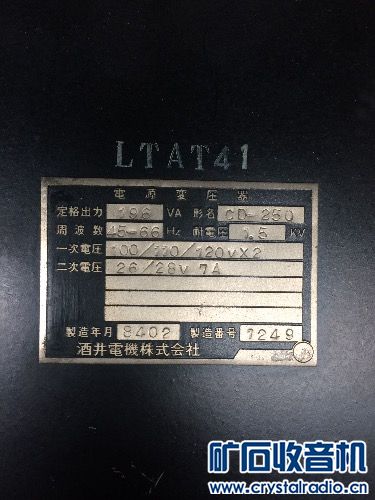 LTAT41
電源変圧器
定格出力 196 VA 形名 CD-250
周波数 45-66 Hz 耐電圧 1.5 KV
一次電圧 100/110/120V×2
二次電圧 26/28V 7A
製造年月 8402 製造番号 7249
酒井電機株式会社
矿石收音机
www.crystalradio.cn